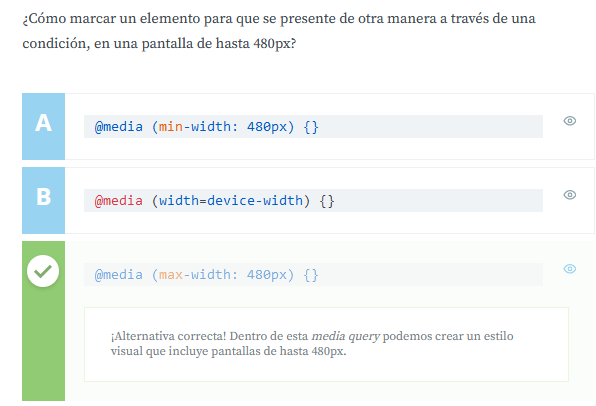 ¿Cómo marcar un elemento para que se presente de otra manera a través de una
condición, en una pantalla de hasta 480px?
A
@media (min-width: 480px) {}
B
@media (width=device-width) {}
@media (max-width: 480px) {}
¡Alternativa correcta! Dentro de esta media query podemos crear un estilo
visual que incluye pantallas de hasta 480px.